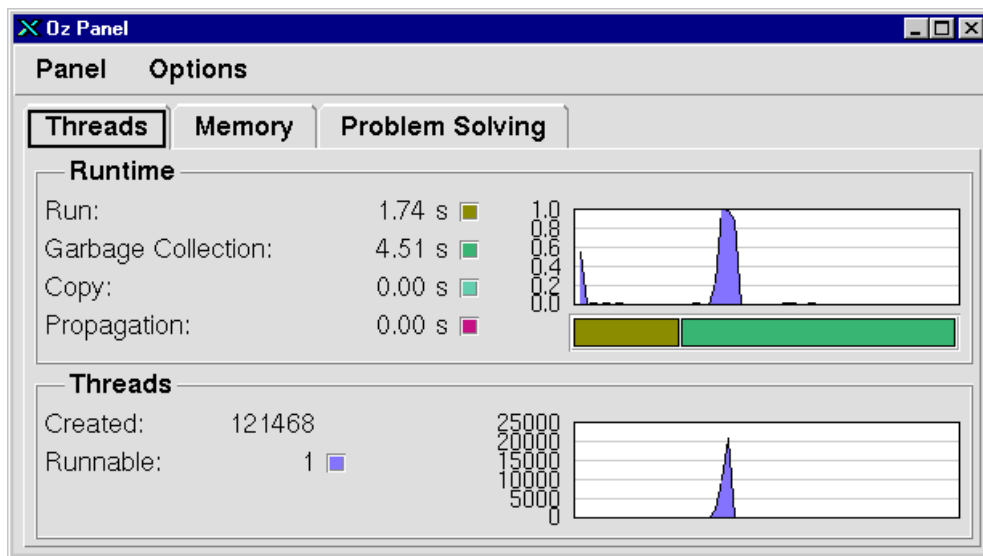 Oz Panel
Panel Options
Threads Memory Problem Solving
Runtime
Run: 1.74 s
Garbage Collection: 4.51 s
Copy: 0.00 s
Propagation: 0.00 s
1.0
0.8
0.6
0.4
0.2
0.0
Threads
Created: 121468
Runnable: 1
25000
20000
15000
10000
5000
0